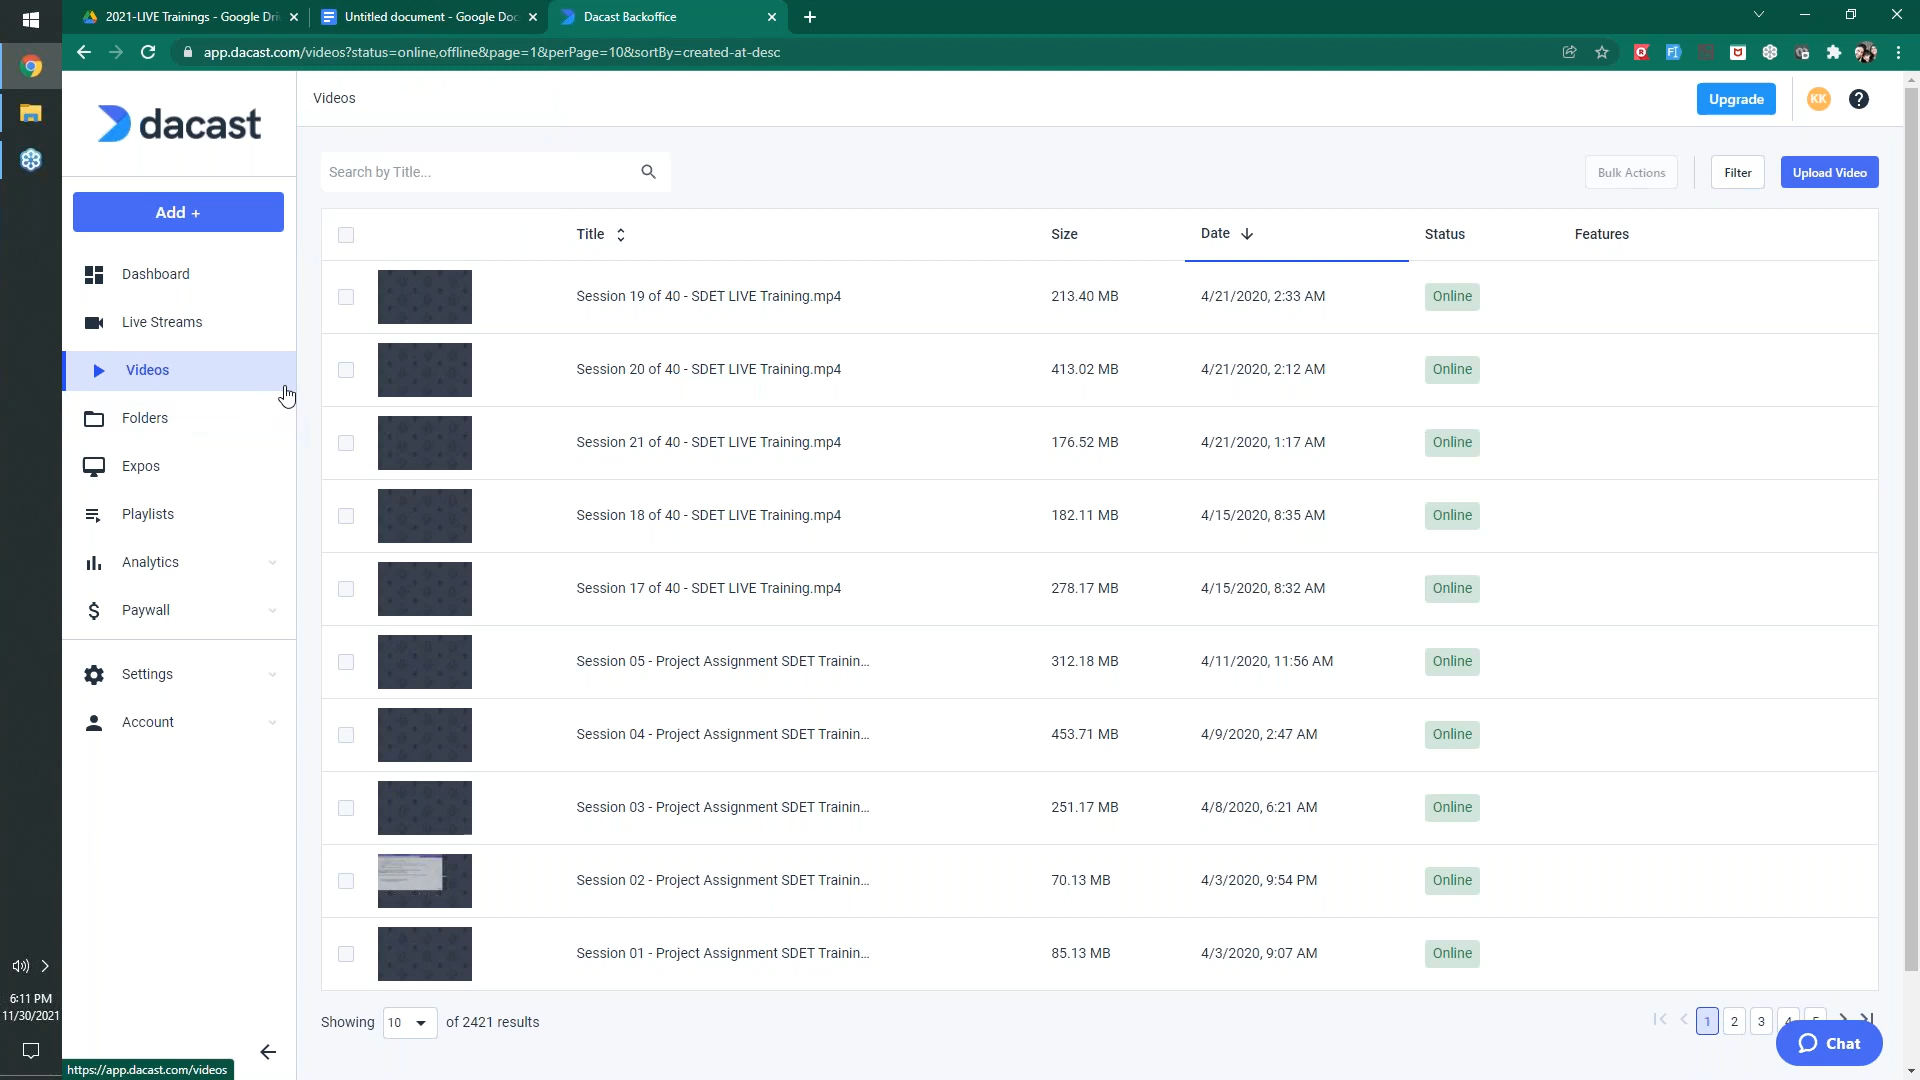 2021-LIVE Trainings - Google Dri
Untitled document - Google Doc
Dacast Backoffice
app.dacast.com/videos?status=online,offline&page=1&perPage=10&sortBy=created-at-desc
dacast
Videos
Upgrade
KK
Add +
Search by Title...
Bulk Actions
Filter
Upload Video
Title
Size
Date
Status
Features
Dashboard
Live Streams
Videos
Folders
Expos
Playlists
Analytics
Paywall
Settings
Account
Session 19 of 40 - SDET LIVE Training.mp4 213.40 MB 4/21/2020, 2:33 AM Online
Session 20 of 40 - SDET LIVE Training.mp4 413.02 MB 4/21/2020, 2:12 AM Online
Session 21 of 40 - SDET LIVE Training.mp4 176.52 MB 4/21/2020, 1:17 AM Online
Session 18 of 40 - SDET LIVE Training.mp4 182.11 MB 4/15/2020, 8:35 AM Online
Session 17 of 40 - SDET LIVE Training.mp4 278.17 MB 4/15/2020, 8:32 AM Online
Session 05 - Project Assignment SDET Trainin... 312.18 MB 4/11/2020, 11:56 AM Online
Session 04 - Project Assignment SDET Trainin... 453.71 MB 4/9/2020, 2:47 AM Online
Session 03 - Project Assignment SDET Trainin... 251.17 MB 4/8/2020, 6:21 AM Online
Session 02 - Project Assignment SDET Trainin... 70.13 MB 4/3/2020, 9:54 PM Online
Session 01 - Project Assignment SDET Trainin... 85.13 MB 4/3/2020, 9:07 AM Online
Showing 10 of 2421 results
1 2 3 4 5
Chat
6:11 PM
11/30/2021
https://app.dacast.com/videos